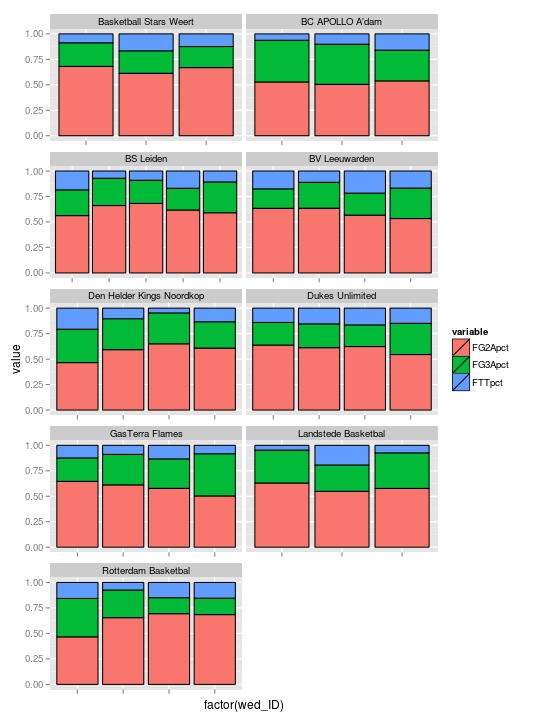 Basketball Stars Weert
BC APOLLO A'dam
1.00
0.75
0.50
0.25
0.00
BS Leiden
BV Leeuwarden
1.00
0.75
0.50
0.25
0.00
Den Helder Kings Noordkop
Dukes Unlimited
1.00
0.75
0.50
0.25
0.00
value
variable
FG2Apct
FG3Apct
FTTpct
GasTerra Flames
Landstede Basketbal
1.00
0.75
0.50
0.25
0.00
Rotterdam Basketbal
1.00
0.75
0.50
0.25
0.00
factor(wed_ID)